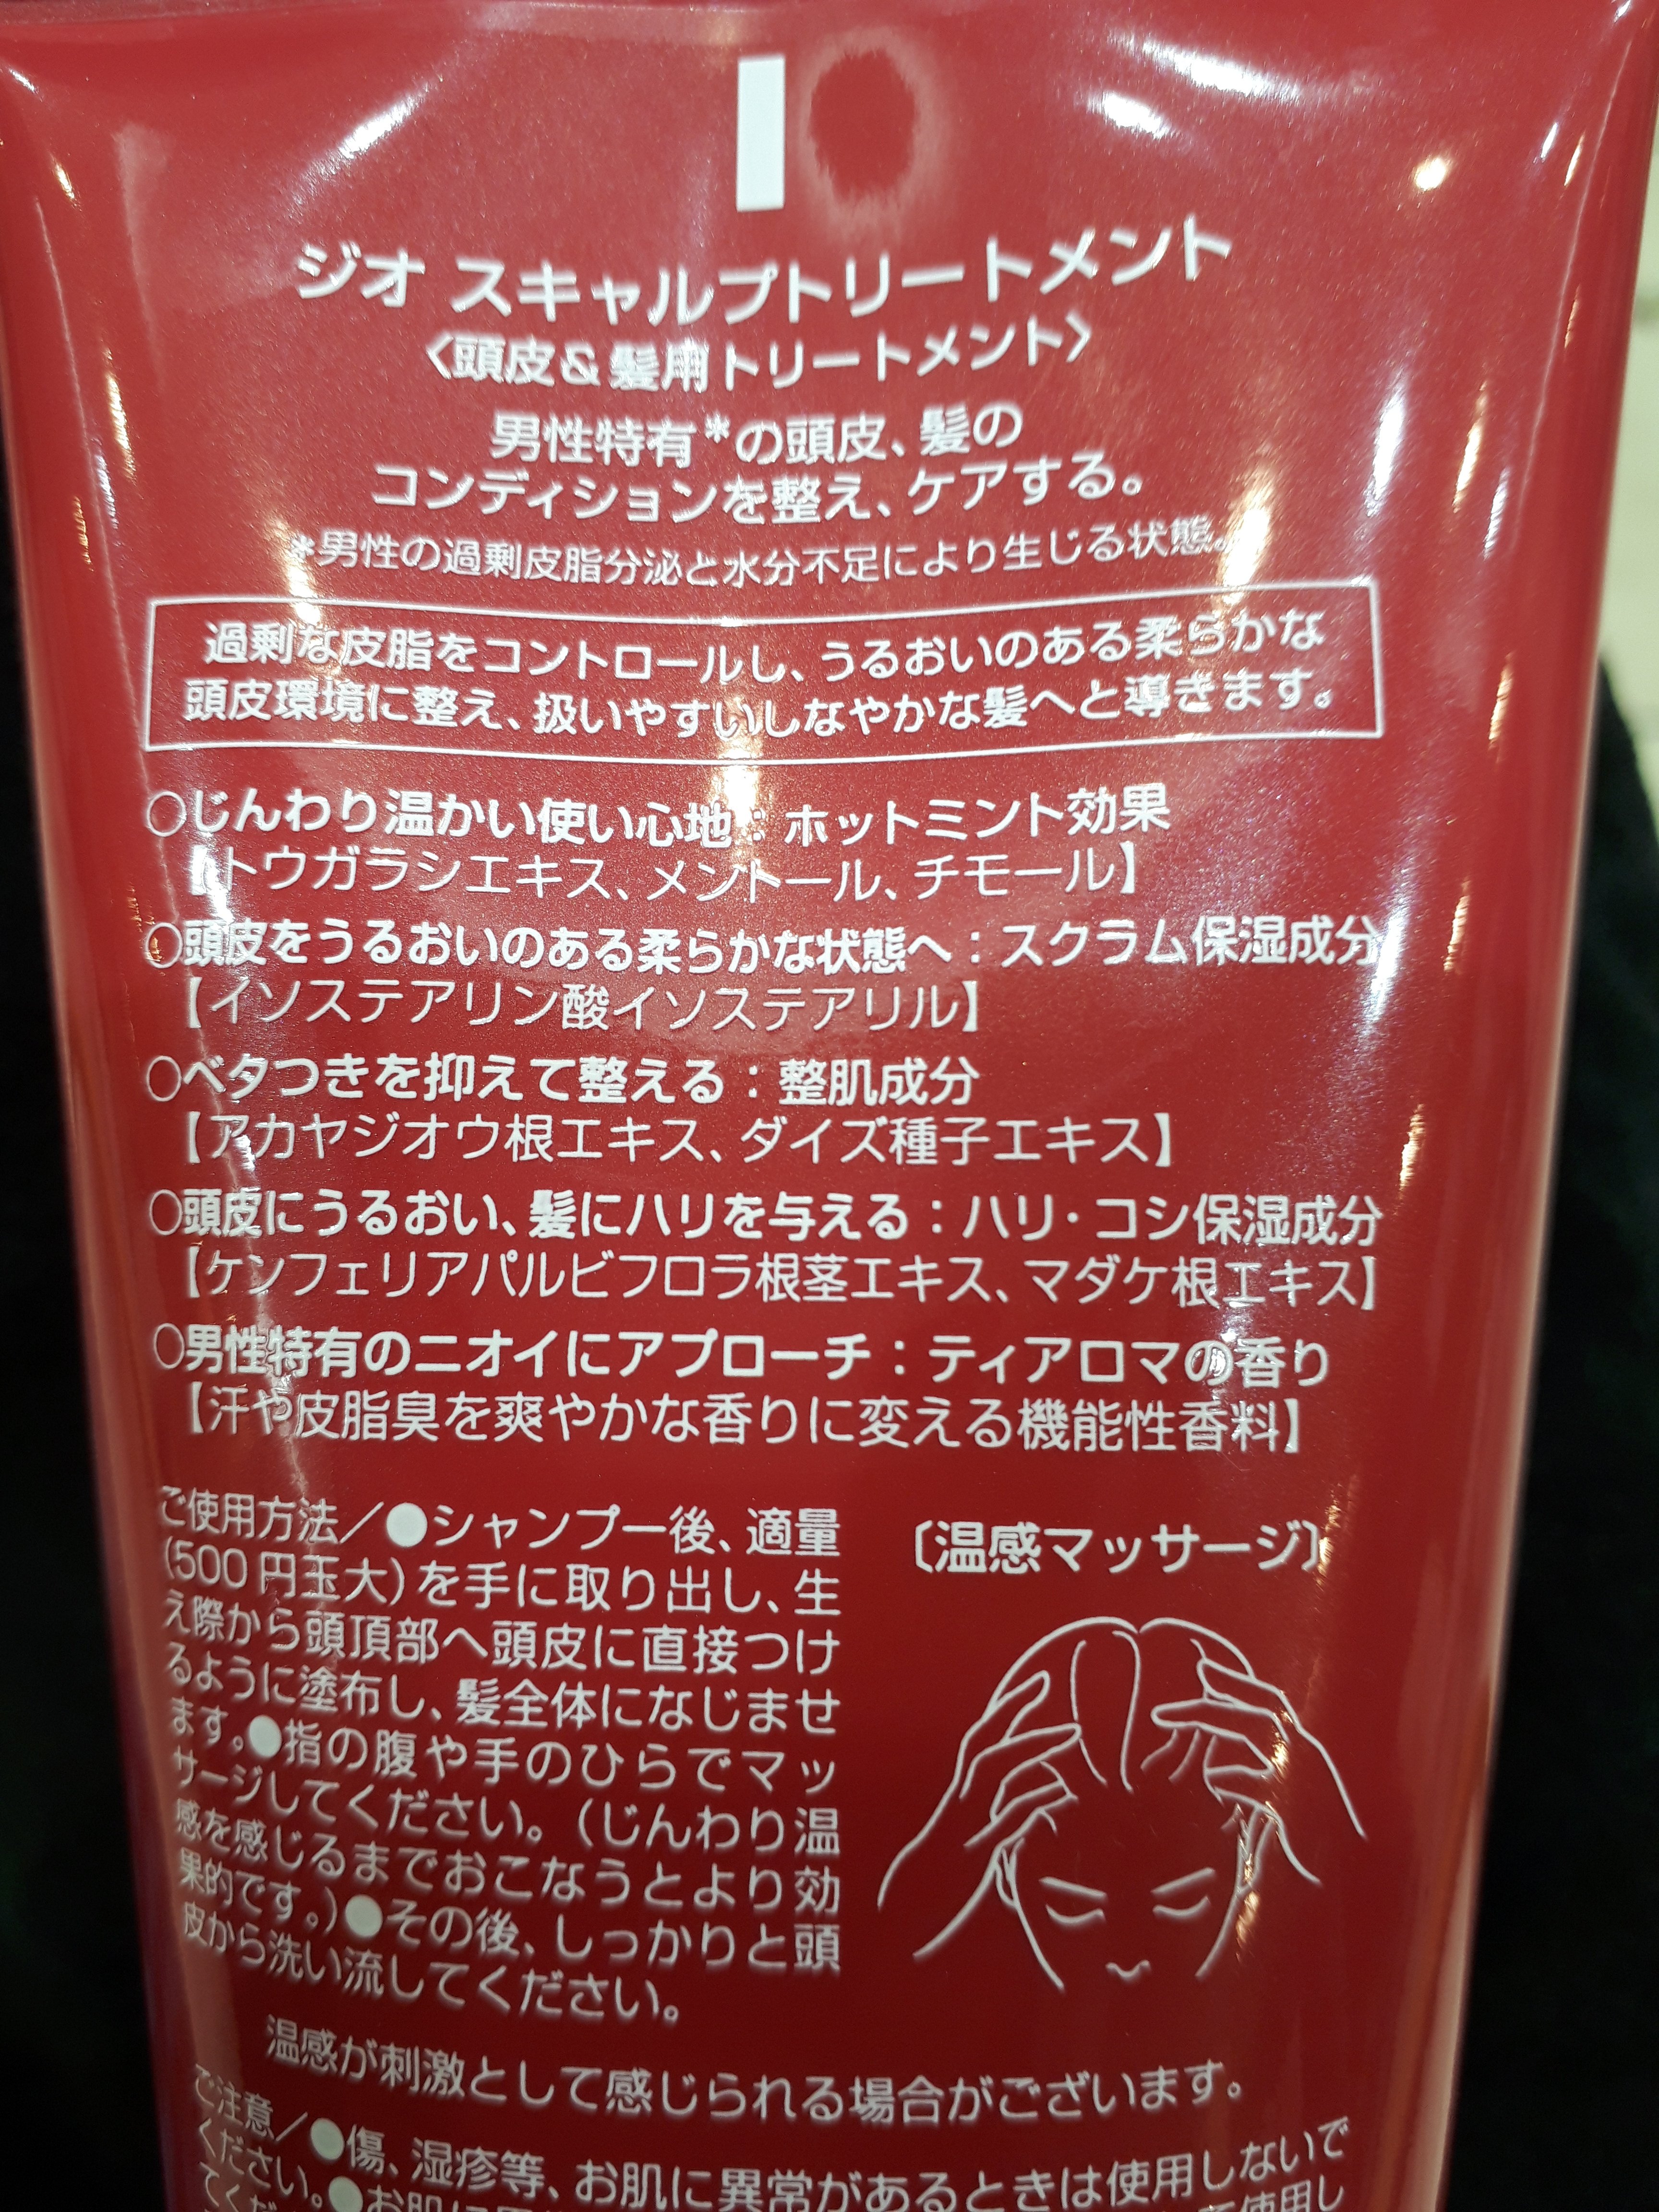 ジオ スキャルプトリートメント
〈頭皮&髪用トリートメント〉
男性特有*の頭皮、髪の
コンディションを整え、ケアする。
*男性の過剰皮脂分泌と水分不足により生じる状態。
過剰な皮脂をコントロールし、うるおいのある柔らかな
頭皮環境に整え、扱いやすいしなやかな髪へと導きます。
○じんわり温かい使い心地:ホットミント効果
【トウガラシエキス、メントール、チモール】
○頭皮をうるおいのある柔らかな状態へ:スクラム保湿成分
【イソステアリン酸イソステアリル】
○ベタつきを抑えて整える:整肌成分
【アカヤジオウ根エキス、ダイズ種子エキス】
○頭皮にうるおい、髪にハリを与える:ハリ・コシ保湿成分
【ケンフェリアパルビフロラ根茎エキス、マダケ根エキス】
○男性特有のニオイにアプローチ:ティアロマの香り
【汗や皮脂臭を爽やかな香りに変える機能性香料】
ご使用方法/●シャンプー後、適量
(500円玉大)を手に取り出し、生
え際から頭頂部へ頭皮に直接つけ
るように塗布し、髪全体になじませ
ます。●指の腹や手のひらでマッ
サージしてください。(じんわり温
感を感じるまでおこなうとより効
果的です。)●その後、しっかりと頭
皮から洗い流してください。
〔温感マッサージ〕
温感が刺激として感じられる場合がございます。
ご注意/●傷、湿疹等、お肌に異常があるときは使用しないで
ください。●お肌に
使用し